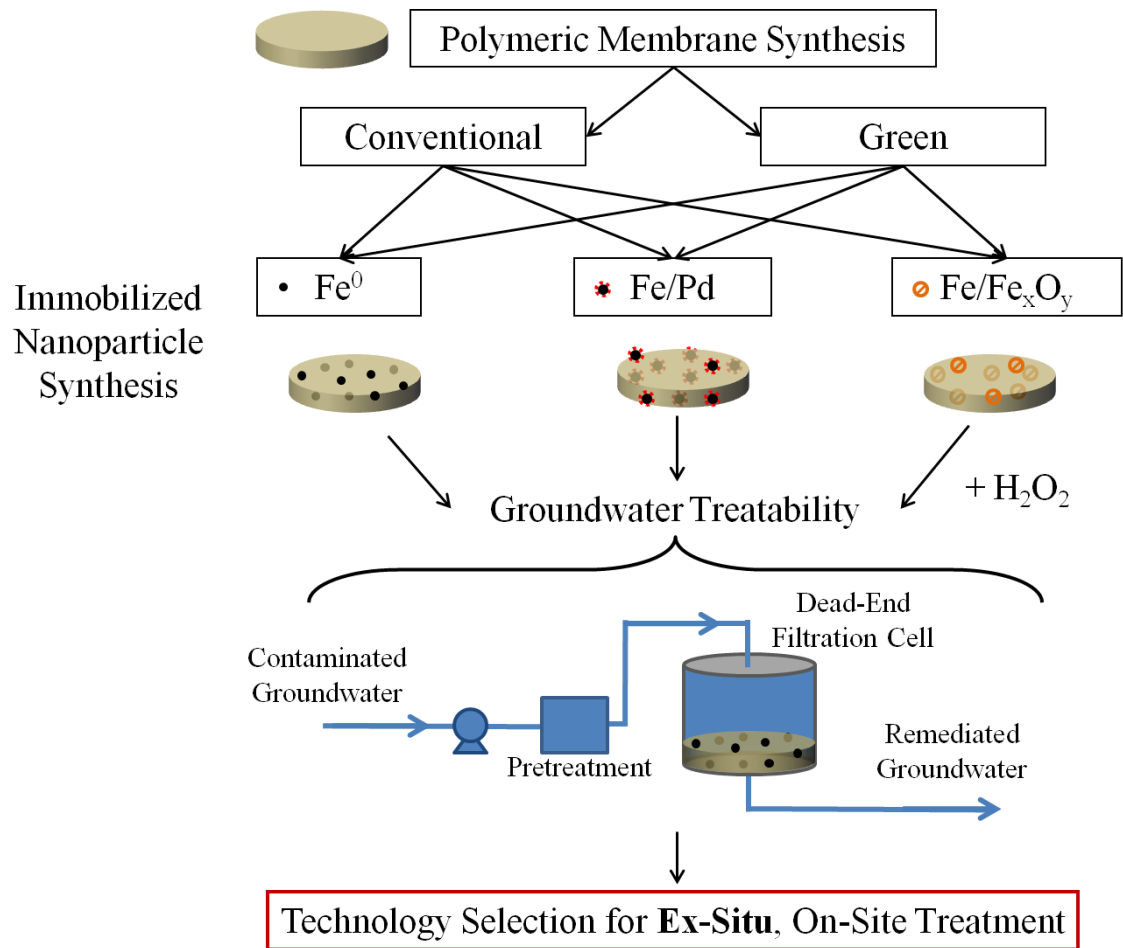 Polymeric Membrane Synthesis
Conventional
Green
Immobilized
Nanoparticle
Synthesis
Fe⁰
Fe/Pd
Fe/FeₓOᵧ
+ H₂O₂
Groundwater Treatability
Dead-End
Filtration Cell
Contaminated
Groundwater
Pretreatment
Remediated
Groundwater
Technology Selection for Ex-Situ, On-Site Treatment